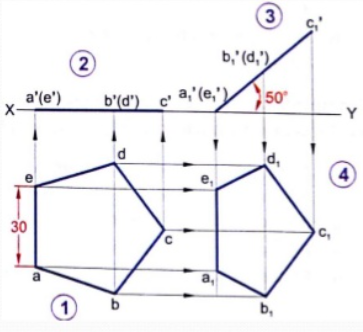 3
c₁'
2
b₁'(d₁')
a'(e')
b'(d')
c'
a₁'(e₁')
50°
X
Y
d
d₁
4
e
e₁
30
c
c₁
a
a₁
1
b
b₁